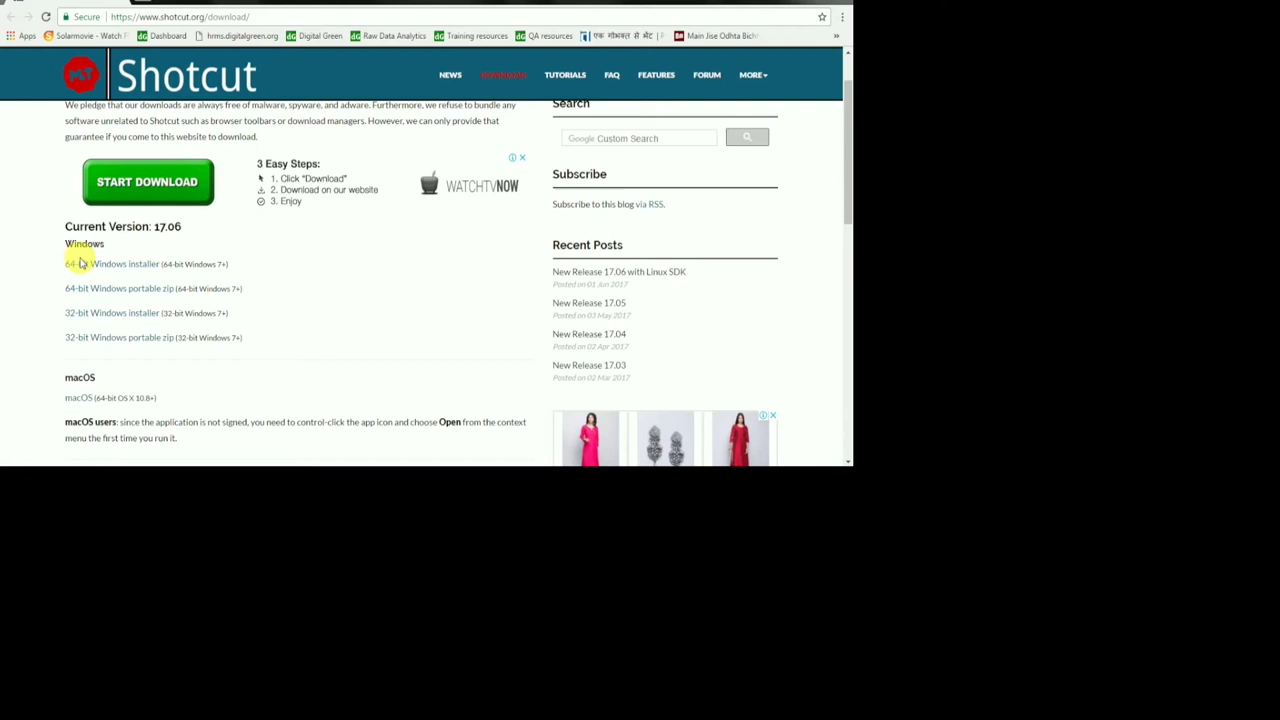 Secure https://www.shotcut.org/download/
Apps Solarmovie - Watch F Dashboard hrms.digitalgreen.org Digital Green Raw Data Analytics Training resources QA resources एक गोभक्त से भेंट | P Main Jise Odhta Bich »
MLT Shotcut NEWS DOWNLOAD TUTORIALS FAQ FEATURES FORUM MORE
We pledge that our downloads are always free of malware, spyware, and adware. Furthermore, we refuse to bundle any
software unrelated to Shotcut such as browser toolbars or download managers. However, we can only provide that
guarantee if you come to this website to download.
START DOWNLOAD
3 Easy Steps:
1. Click "Download"
2. Download on our website
3. Enjoy
WATCHTVNOW
Current Version: 17.06
Windows
64-bit Windows installer (64-bit Windows 7+)
64-bit Windows portable zip (64-bit Windows 7+)
32-bit Windows installer (32-bit Windows 7+)
32-bit Windows portable zip (32-bit Windows 7+)
macOS
macOS (64-bit OS X 10.8+)
macOS users: since the application is not signed, you need to control-click the app icon and choose Open from the context
menu the first time you run it.
Search
Google Custom Search
Subscribe
Subscribe to this blog via RSS.
Recent Posts
New Release 17.06 with Linux SDK
Posted on 01 Jun 2017
New Release 17.05
Posted on 03 May 2017
New Release 17.04
Posted on 02 Apr 2017
New Release 17.03
Posted on 02 Mar 2017